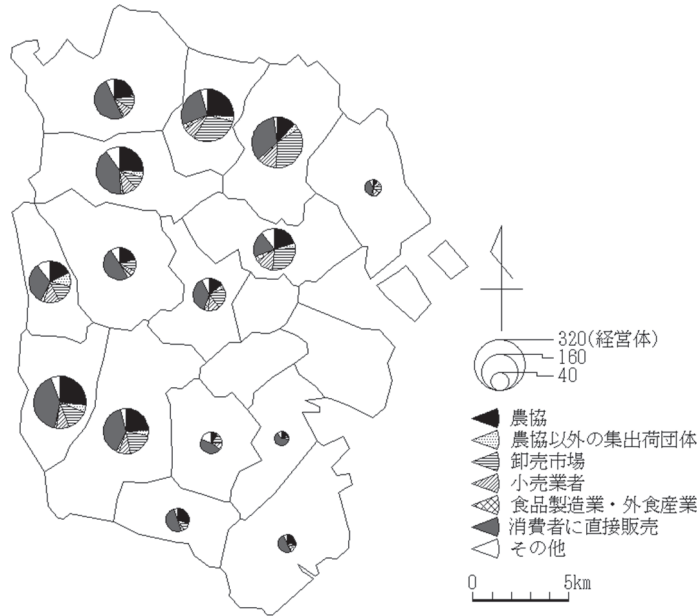 320(経営体)
160
40
農協
農協以外の集出荷団体
卸売市場
小売業者
食品製造業・外食産業
消費者に直接販売
その他
0 5km